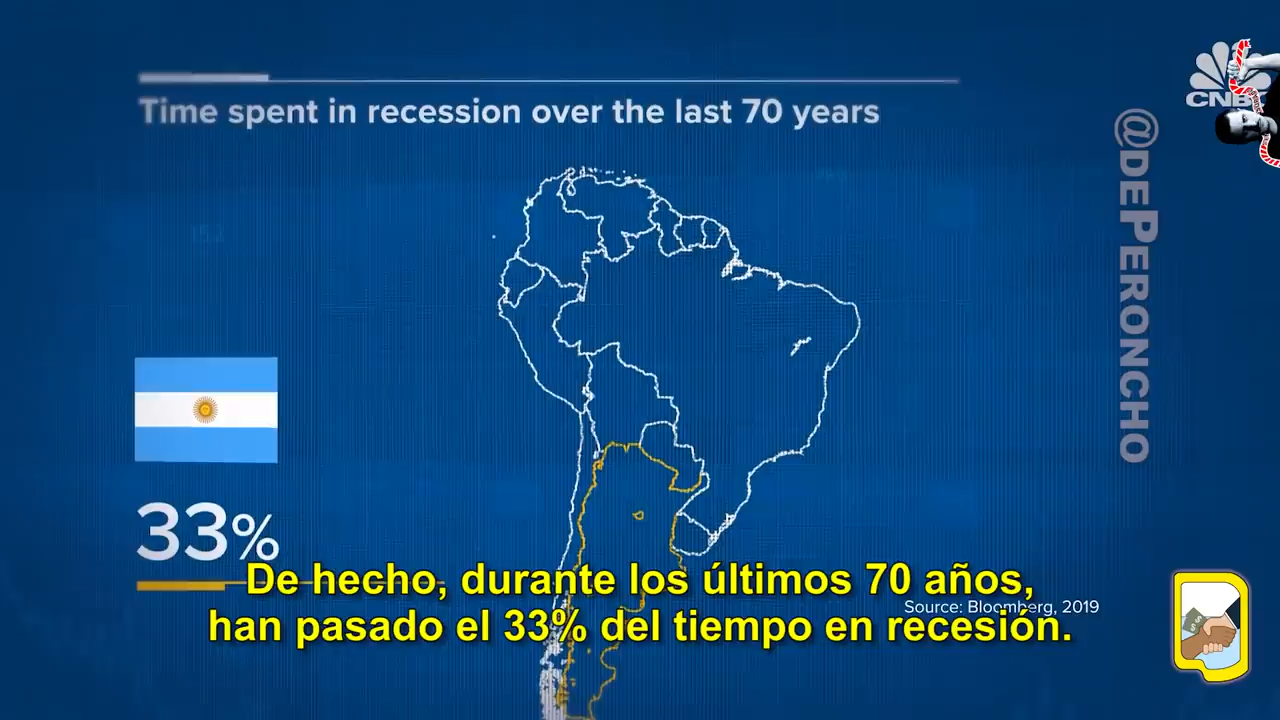 Time spent in recession over the last 70 years
CNBC
@DEPERONCHO
33%
De hecho, durante los últimos 70 años,
Source: Bloomberg, 2019
han pasado el 33% del tiempo en recesión.